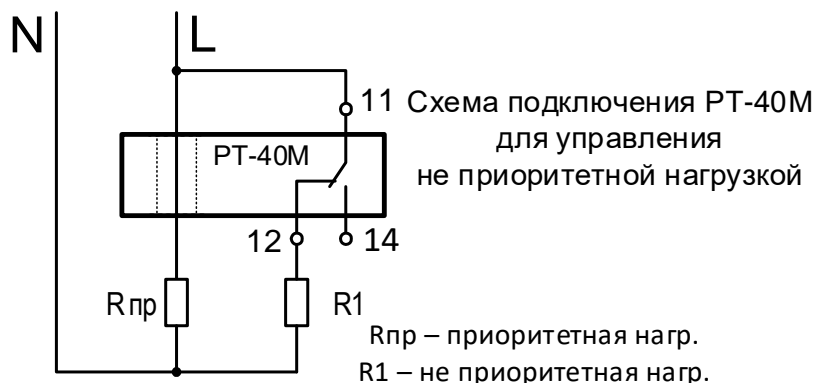 N L
11 Схема подключения РТ-40М
для управления
не приоритетной нагрузкой
РТ-40М
12 14
Rпр R1
Rпр – приоритетная нагр.
R1 – не приоритетная нагр.